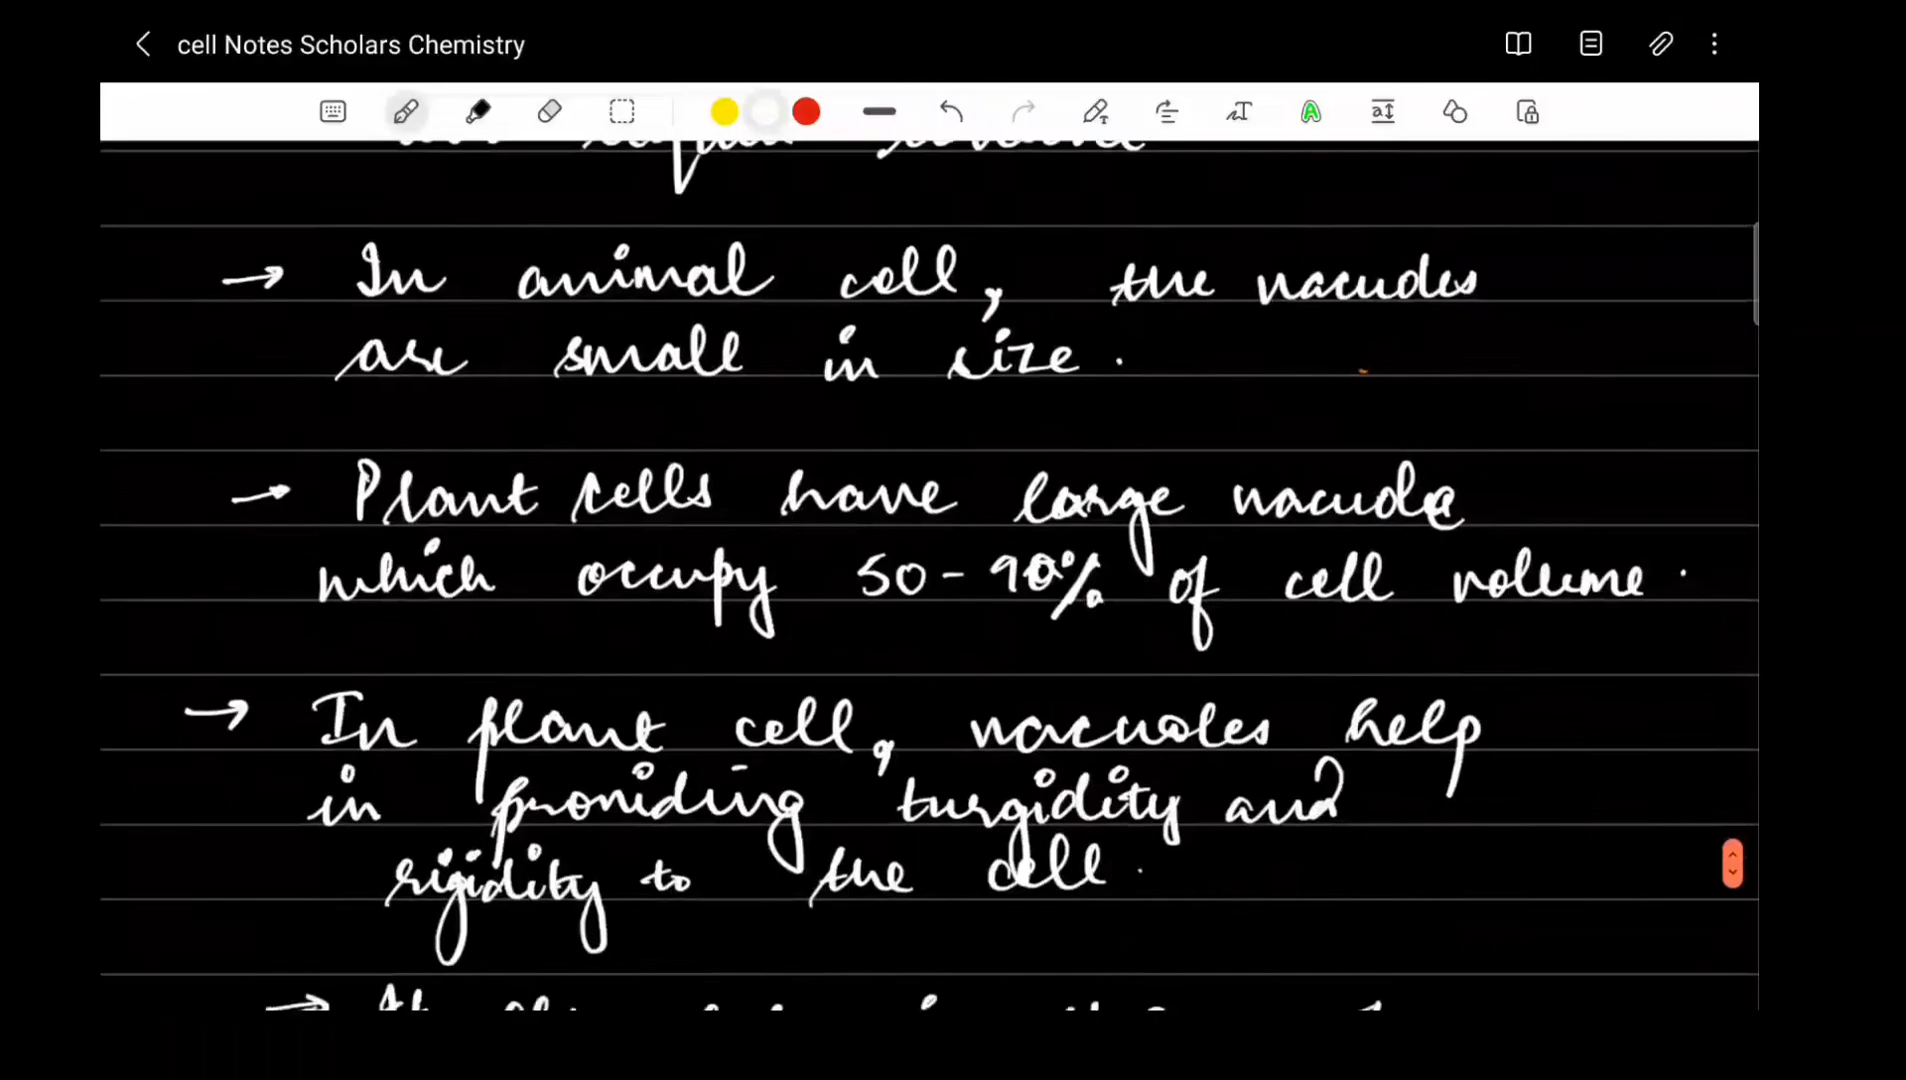 cell Notes Scholars Chemistry
→ In animal cell, the vacuoles
are small in size.
→ Plant cells have large vacuole
which occupy 50-90% of cell volume.
→ In plant cell, vacuoles help
in providing turgidity and
rigidity to the cell.